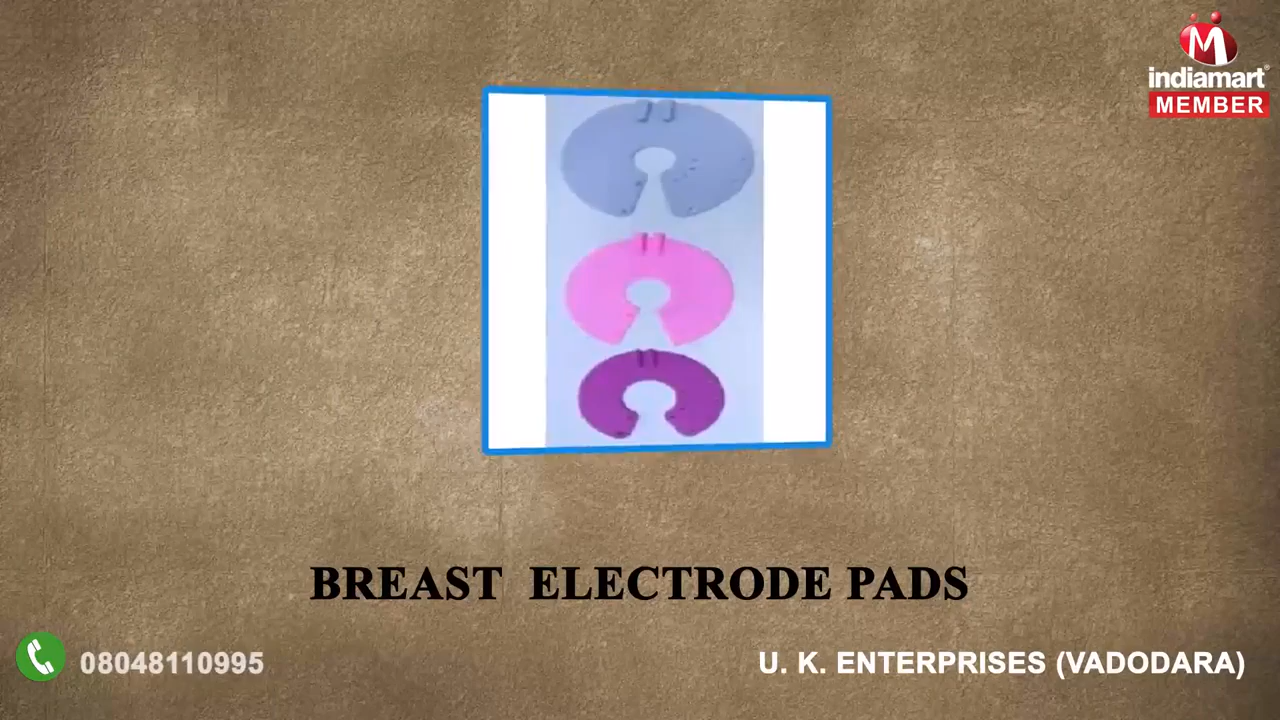 indiamart
MEMBER
BREAST ELECTRODE PADS
08048110995
U. K. ENTERPRISES (VADODARA)